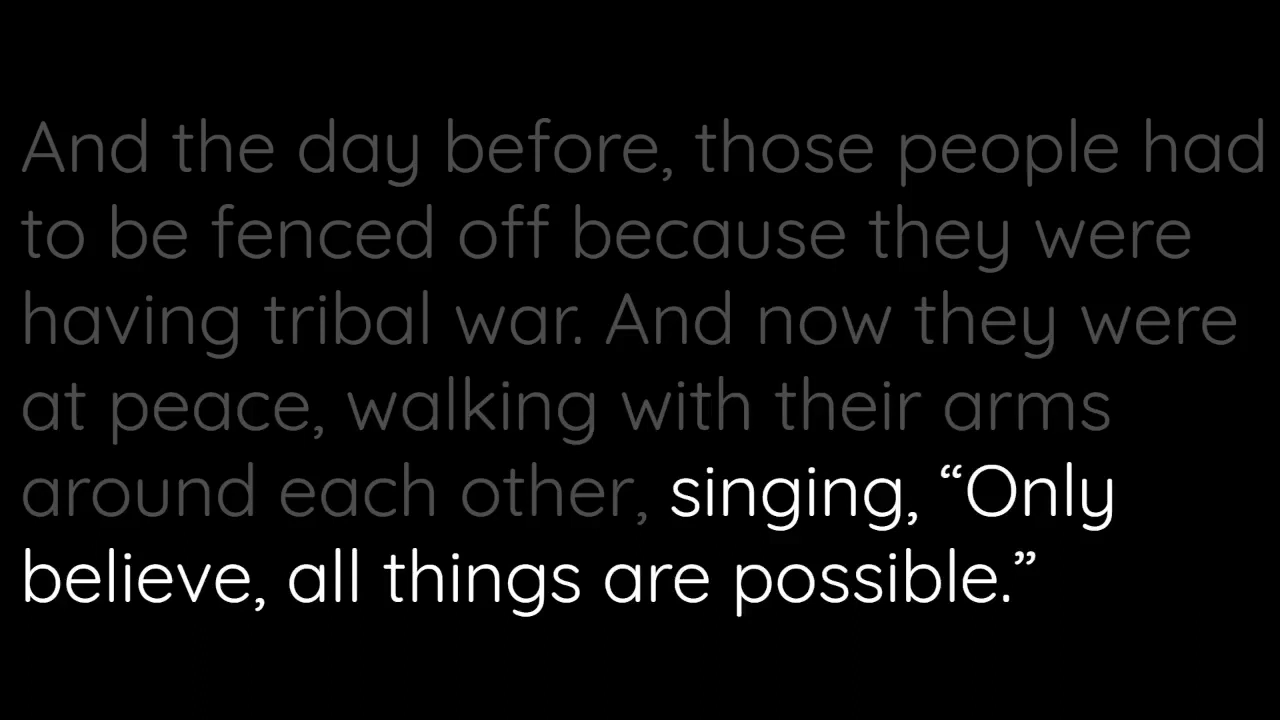 And the day before, those people had
to be fenced off because they were
having tribal war. And now they were
at peace, walking with their arms
around each other, singing, “Only
believe, all things are possible.”